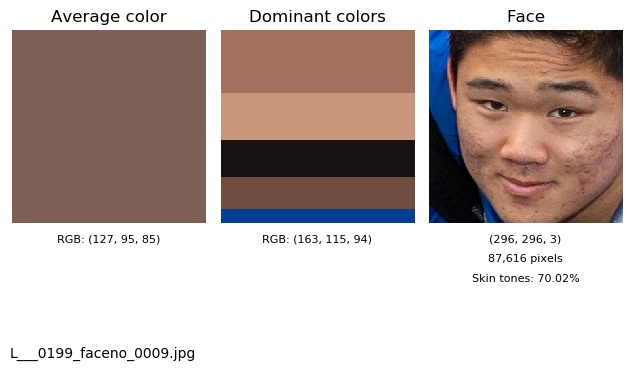 Average color
Dominant colors
Face
RGB: (127, 95, 85)
RGB: (163, 115, 94)
(296, 296, 3)
87,616 pixels
Skin tones: 70.02%
L___0199_faceno_0009.jpg